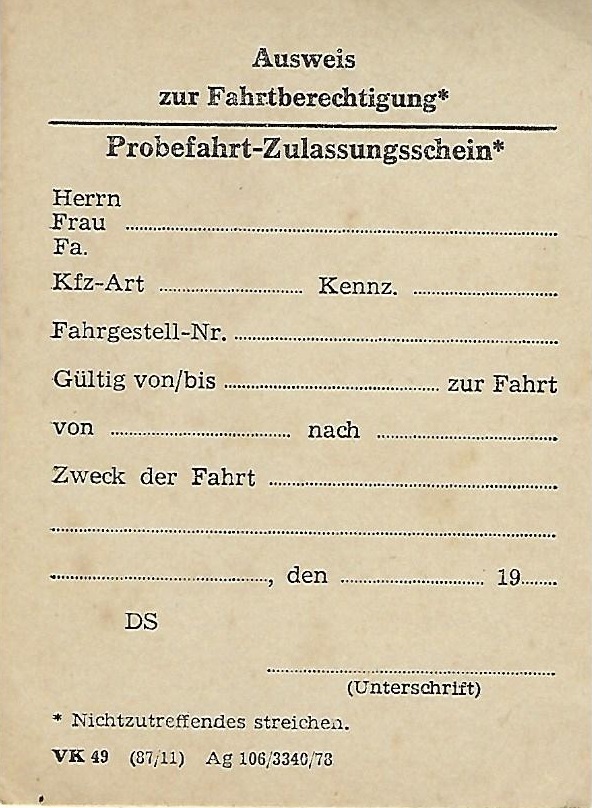 Ausweis
zur Fahrtberechtigung*
Probefahrt-Zulassungsschein*
Herrn
Frau ........................................
Fa.
Kfz-Art .................... Kennz. ....................
Fahrgestell-Nr. ........................................
Gültig von/bis .............................. zur Fahrt
von ......................... nach .........................
Zweck der Fahrt ........................................
............................................................
.............................., den .................... 19.....
DS
........................................
(Unterschrift)
* Nichtzutreffendes streichen.
VK 49 (87/11) Ag 106/3340/73